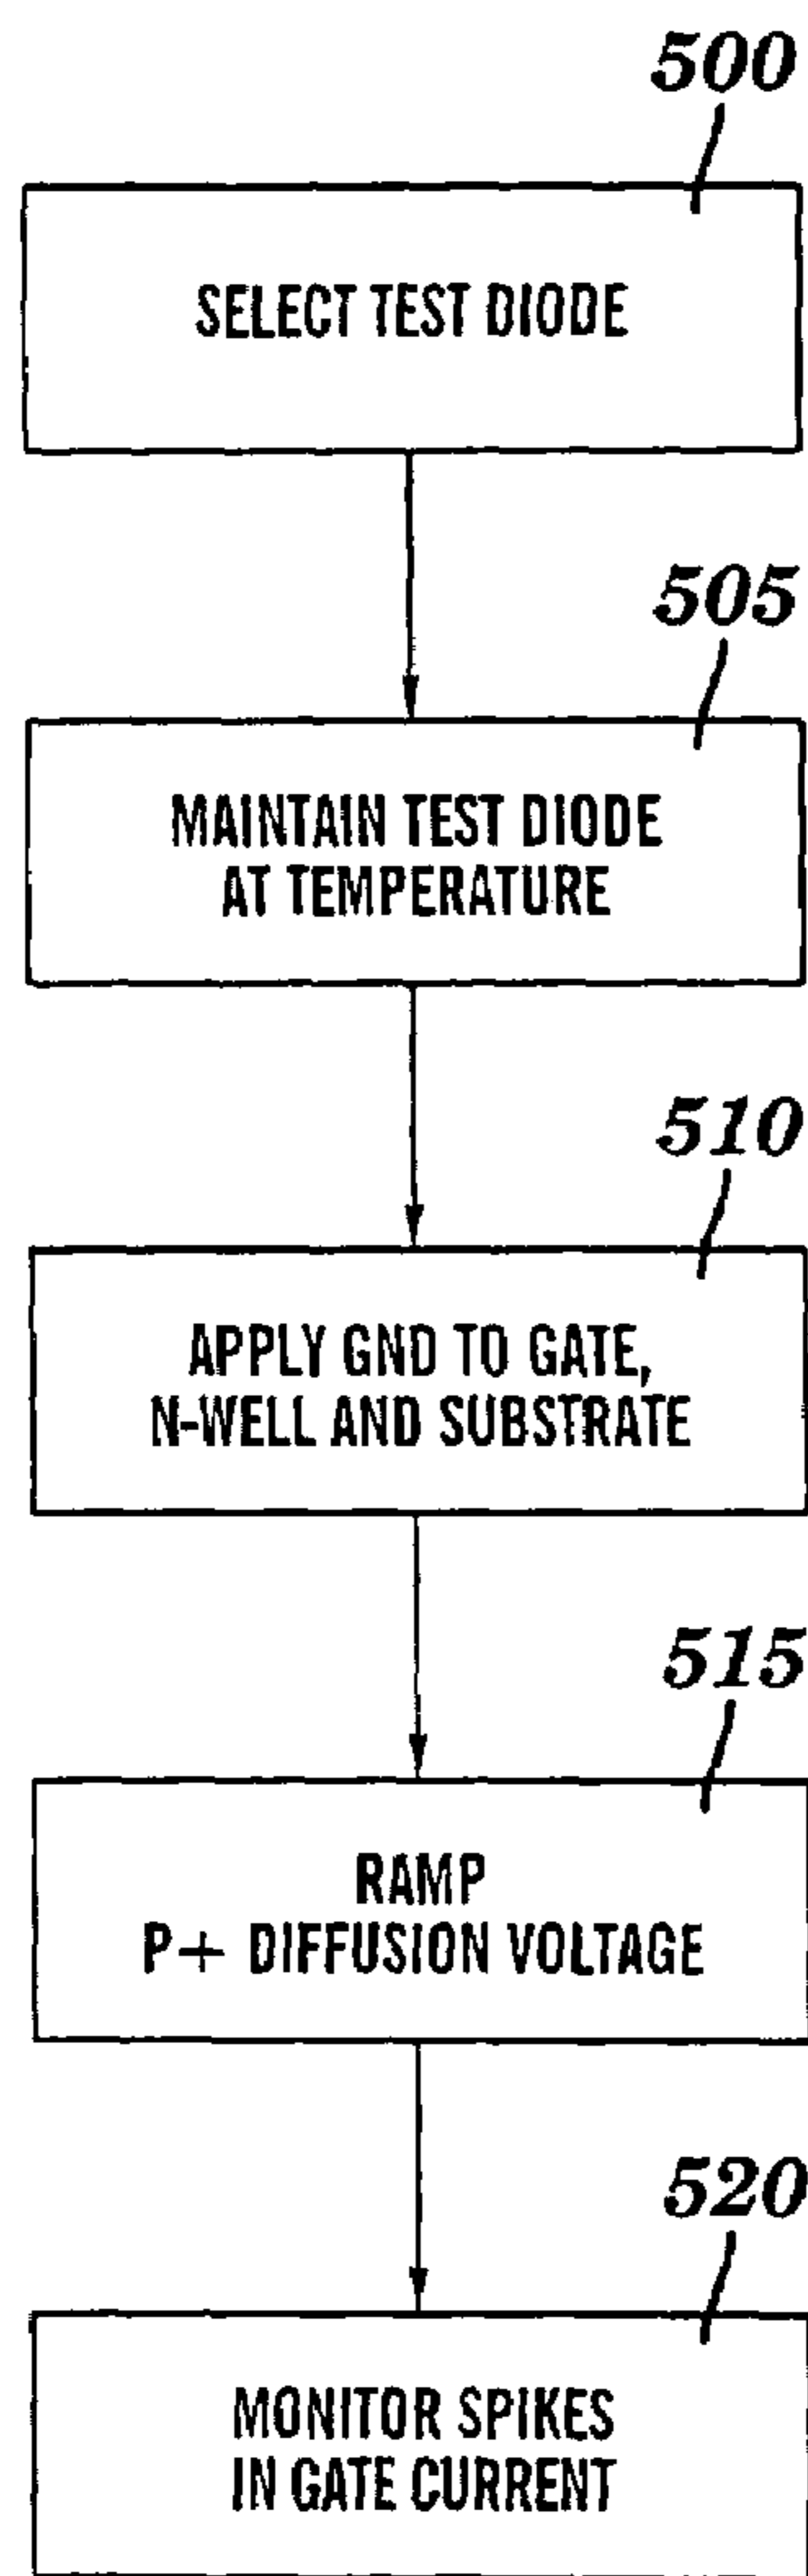 500
SELECT TEST DIODE
505
MAINTAIN TEST DIODE
AT TEMPERATURE
510
APPLY GND TO GATE,
N-WELL AND SUBSTRATE
515
RAMP
P+ DIFFUSION VOLTAGE
520
MONITOR SPIKES
IN GATE CURRENT